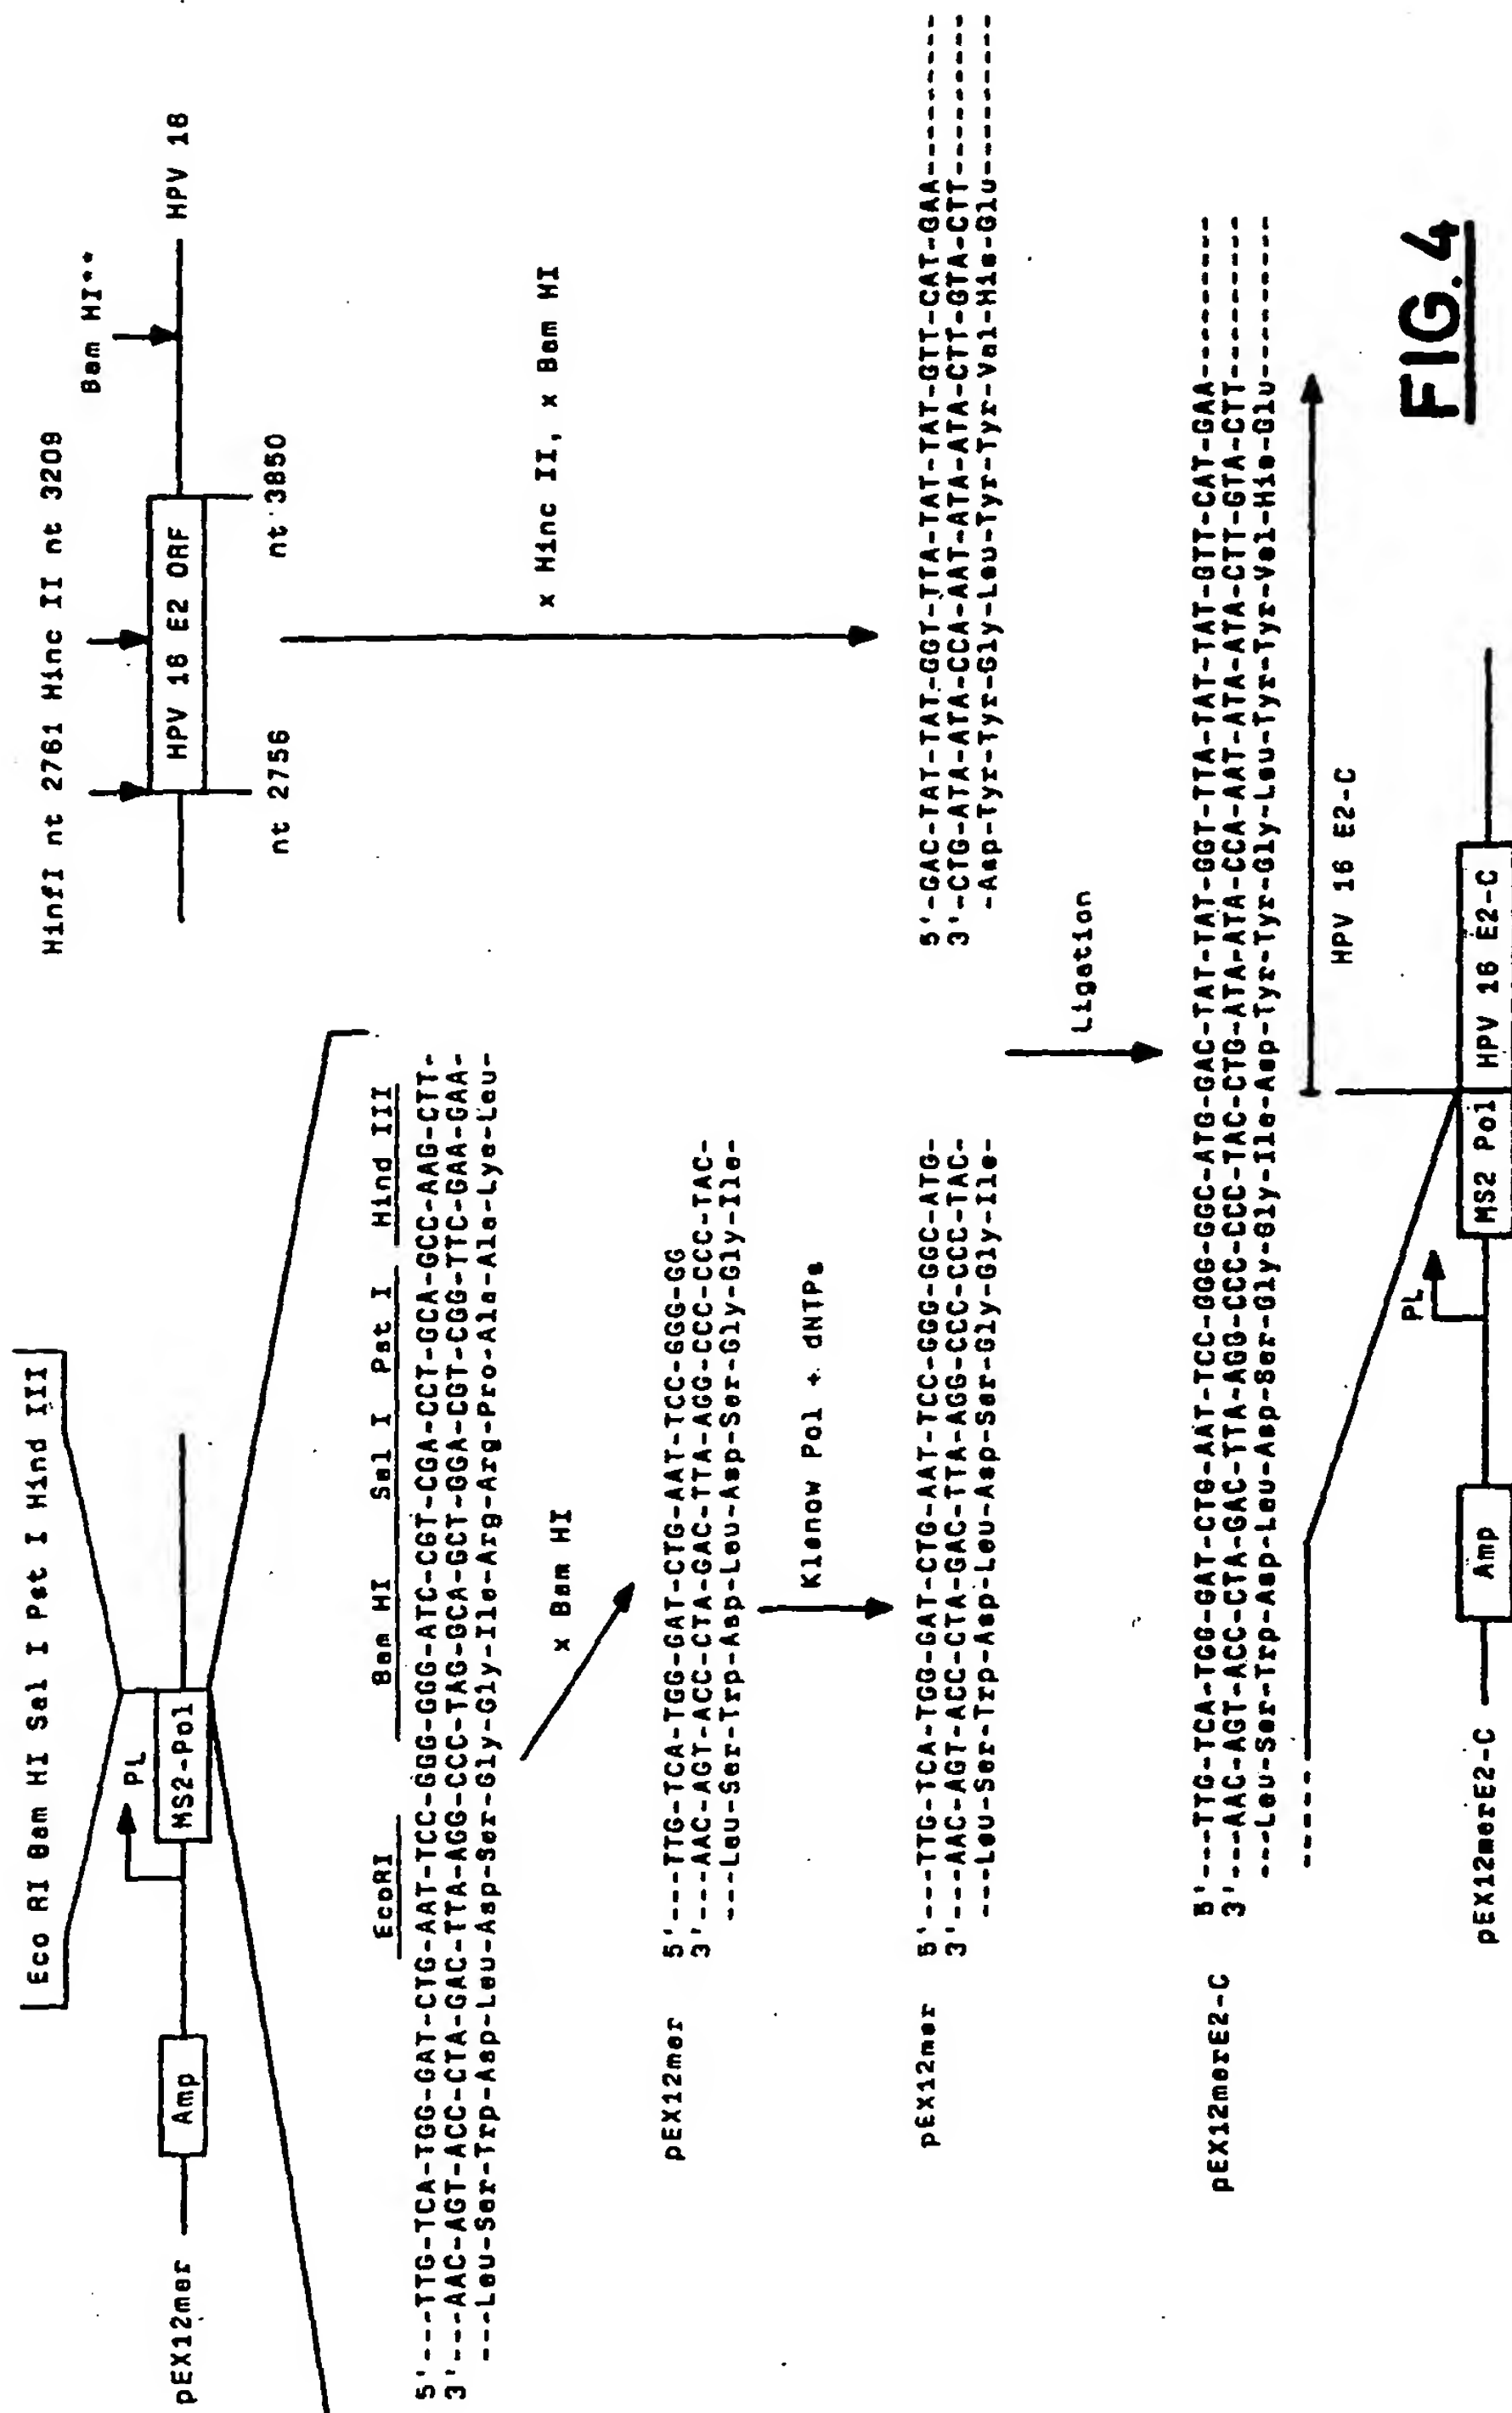 Eco RI Bam HI Sal I Pst I Hind III
HinfI nt 2761 Hinc II nt 3209
Bam HI**
pEX12mer
Amp
PL
MS2-Pol
HPV 16 E2 ORF
HPV 16
nt 2756
nt 3850
EcoRI Bam HI Sal I Pst I Hind III
5'---TTG-TCA-TGG-GAT-CTG-AAT-TCC-GGG-GGG-ATC-CGT-CGA-CCT-GCA-GCC-AAG-CTT-
3'---AAC-AGT-ACC-CTA-GAC-TTA-AGG-CCC-TAG-GCA-GCT-GGA-CGT-CGG-TTC-GAA-GAA-
---Leu-Ser-Trp-Asp-Leu-Asp-Ser-Gly-Gly-Ile-Arg-Arg-Pro-Ala-Ala-Lys-Leu-
x Bam HI
x Hinc II, x Bam HI
pEX12mer
5'---TTG-TCA-TGG-GAT-CTG-AAT-TCC-GGG-GG
3'---AAC-AGT-ACC-CTA-GAC-TTA-AGG-CCC-CCC-TAC-
---Leu-Ser-Trp-Asp-Leu-Asp-Ser-Gly-Gly-Ile-
Klenow Pol + dNTPs
pEX12mer
5'---TTG-TCA-TGG-GAT-CTG-AAT-TCC-GGG-GGC-ATG-
3'---AAC-AGT-ACC-CTA-GAC-TTA-AGG-CCC-CCC-TAC-
---Leu-Ser-Trp-Asp-Leu-Asp-Ser-Gly-Gly-Ile-
5'-GAC-TAT-TAT-GGT-TTA-TAT-TAT-GTT-CAT-GAA---------
3'-CTG-ATA-ATA-CCA-AAT-ATA-ATA-CTT-GTA-CTT---------
-Asp-Tyr-Tyr-Gly-Leu-Tyr-Tyr-Val-His-Glu---------
Ligation
pEX12merE2-C
5'---TTG-TCA-TGG-GAT-CTG-AAT-TCC-GGG-GGC-ATG-GAC-TAT-TAT-GGT-TTA-TAT-TAT-GTT-CAT-GAA---------
3'---AAC-AGT-ACC-CTA-GAC-TTA-AGG-CCC-CCC-TAC-CTG-ATA-ATA-CCA-AAT-ATA-ATA-CTT-GTA-CTT---------
---Leu-Ser-Trp-Asp-Leu-Asp-Ser-Gly-Gly-Ile-Asp-Tyr-Tyr-Gly-Leu-Tyr-Tyr-Val-His-Glu---------
HPV 16 E2-C
pEX12merE2-C
Amp
PL
MS2 Pol
HPV 16 E2-C
FIG. 4